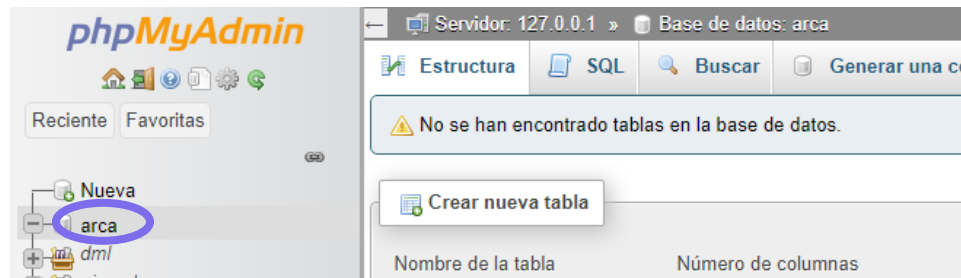 phpMyAdmin
Reciente Favoritas
Nueva
arca
dml
Servidor: 127.0.0.1 » Base de datos: arca
Estructura SQL Buscar Generar una
No se han encontrado tablas en la base de datos.
Crear nueva tabla
Nombre de la tabla Número de columnas